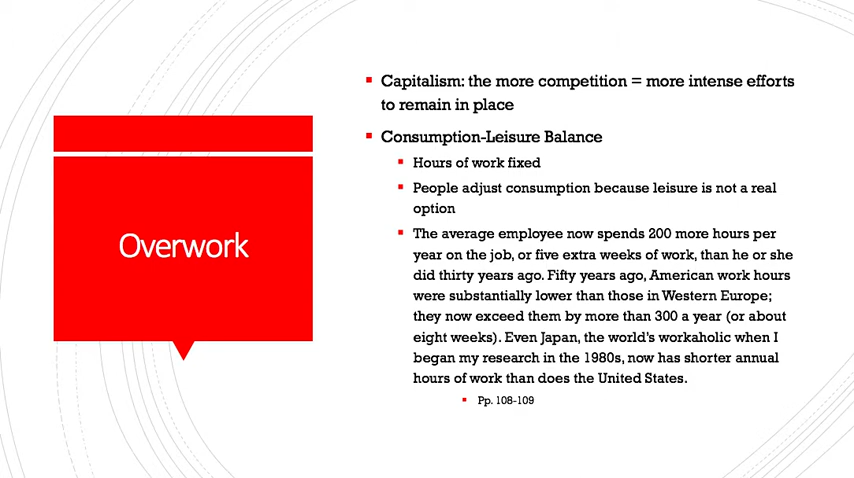 Overwork
Capitalism: the more competition = more intense efforts
to remain in place
Consumption-Leisure Balance
Hours of work fixed
People adjust consumption because leisure is not a real
option
The average employee now spends 200 more hours per
year on the job, or five extra weeks of work, than he or she
did thirty years ago. Fifty years ago, American work hours
were substantially lower than those in Western Europe;
they now exceed them by more than 300 a year (or about
eight weeks). Even Japan, the world's workaholic when I
began my research in the 1980s, now has shorter annual
hours of work than does the United States.
Pp. 108-109